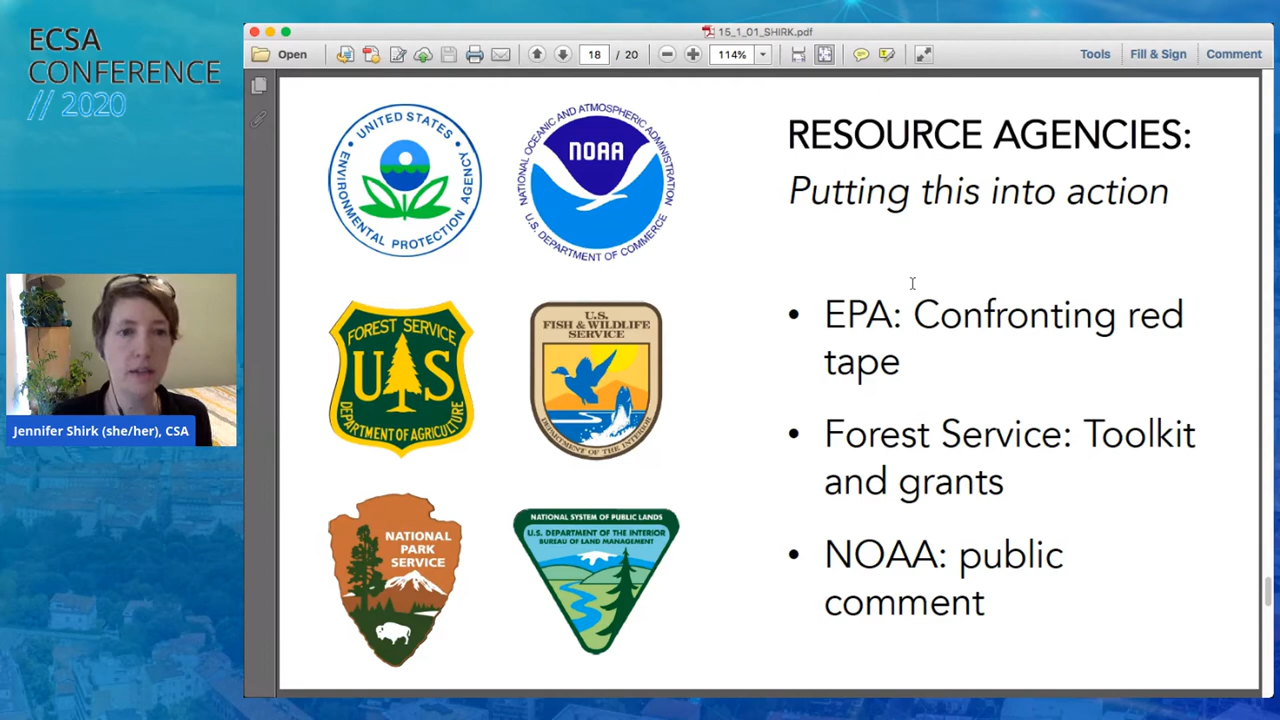 ECSA
CONFERENCE
// 2020
15_1_01_SHIRK.pdf
Open
18 / 20
114%
Tools
Fill & Sign
Comment
UNITED STATES
ENVIRONMENTAL PROTECTION AGENCY
NATIONAL OCEANIC AND ATMOSPHERIC ADMINISTRATION
NOAA
U.S. DEPARTMENT OF COMMERCE
FOREST SERVICE
U S
DEPARTMENT OF AGRICULTURE
U.S.
FISH & WILDLIFE
SERVICE
DEPARTMENT OF THE INTERIOR
NATIONAL
PARK
SERVICE
NATIONAL SYSTEM OF PUBLIC LANDS
U.S. DEPARTMENT OF THE INTERIOR
BUREAU OF LAND MANAGEMENT
RESOURCE AGENCIES:
Putting this into action
• EPA: Confronting red
tape
• Forest Service: Toolkit
and grants
• NOAA: public
comment
Jennifer Shirk (she/her), CSA